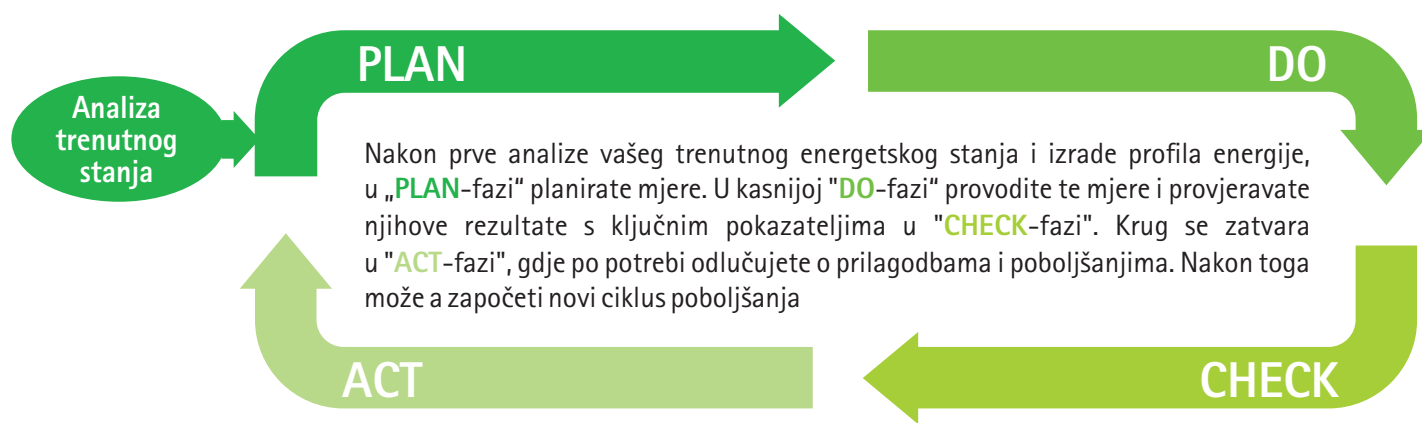 PLAN
DO
Analiza
trenutnog
stanja
Nakon prve analize vašeg trenutnog energetskog stanja i izrade profila energije,
u „PLAN-fazi“ planirate mjere. U kasnijoj "DO-fazi“ provodite te mjere i provjeravate
njihove rezultate s ključnim pokazateljima u "CHECK-fazi". Krug se zatvara
u "ACT-fazi", gdje po potrebi odlučujete o prilagodbama i poboljšanjima. Nakon toga
može a započeti novi ciklus poboljšanja
ACT
CHECK